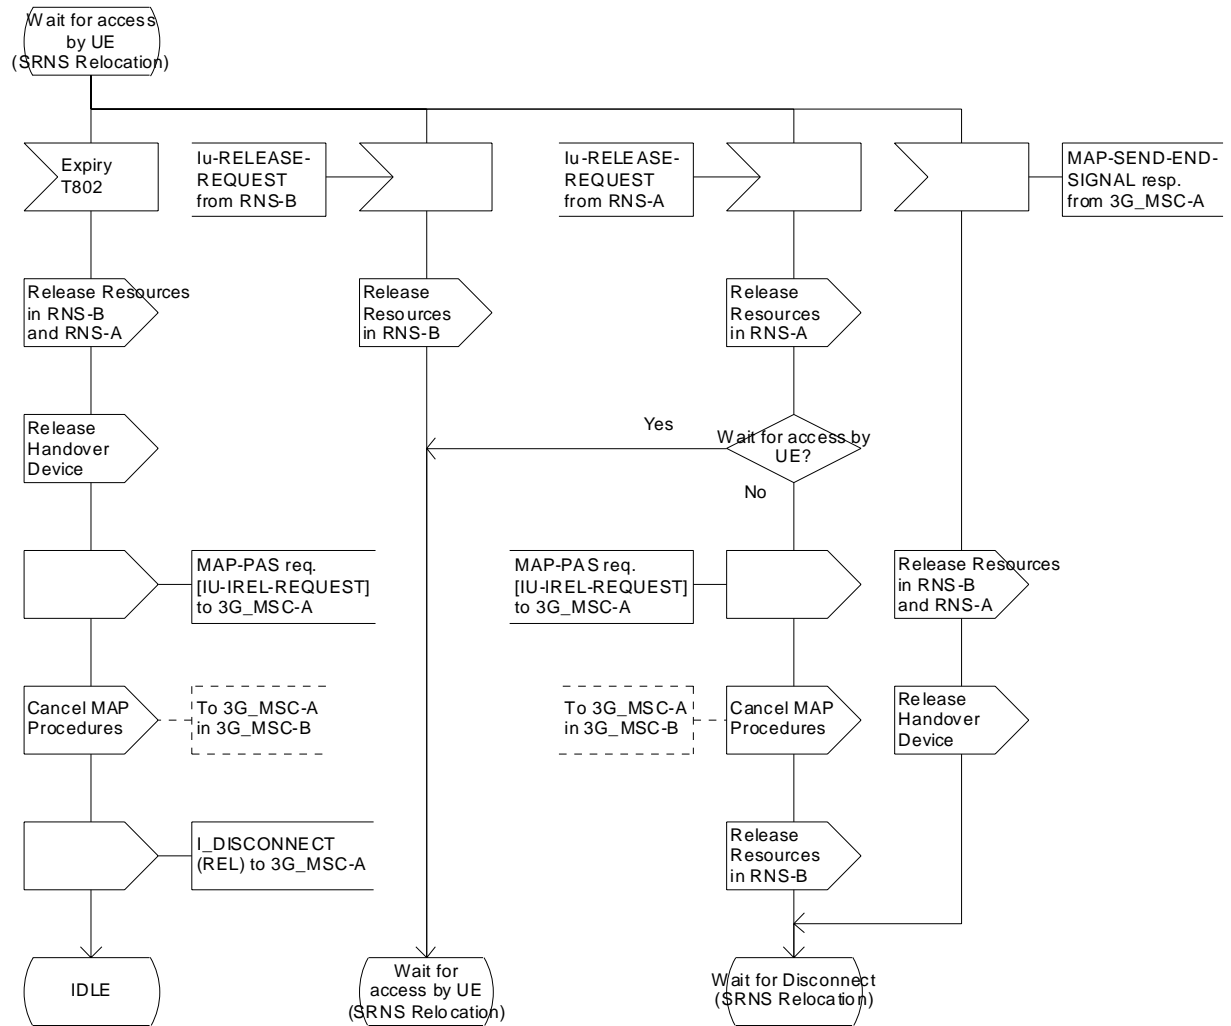 Wait for access
by UE
(SRNS Relocation)
Expiry
T802
Iu-RELEASE-
REQUEST
from RNS-B
Iu-RELEASE-
REQUEST
from RNS-A
MAP-SEND-END-
SIGNAL resp.
from 3G_MSC-A
Release Resources
in RNS-B
and RNS-A
Release
Resources
in RNS-B
Release
Resources
in RNS-A
Release
Handover
Device
Yes
Wait for access by
UE?
No
MAP-PAS req.
[IU-IREL-REQUEST]
to 3G_MSC-A
MAP-PAS req.
[IU-IREL-REQUEST]
to 3G_MSC-A
Release Resources
in RNS-B
and RNS-A
Cancel MAP
Procedures
To 3G_MSC-A
in 3G_MSC-B
To 3G_MSC-A
in 3G_MSC-B
Cancel MAP
Procedures
Release
Handover
Device
I_DISCONNECT
(REL) to 3G_MSC-A
Release
Resources
in RNS-B
IDLE
Wait for
access by UE
(SRNS Relocation)
Wait for Disconnect
(SRNS Relocation)